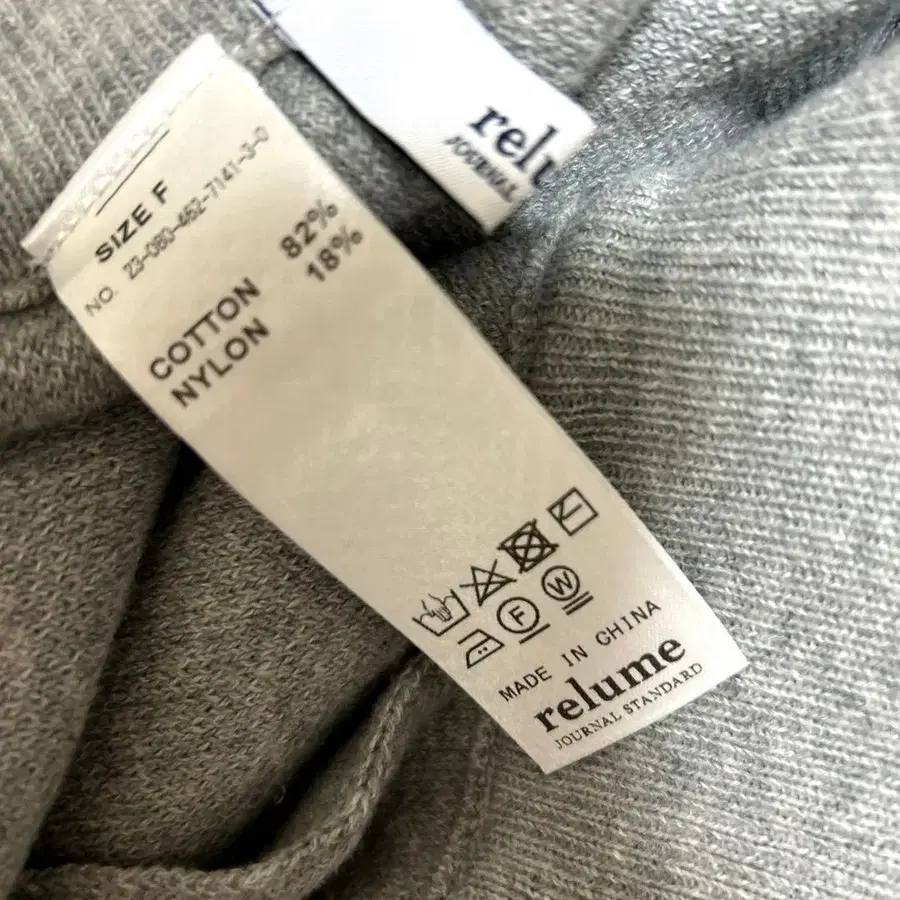 relu
JOURNAL
SIZE F
NO. 23-080-462-7141-3-0
COTTON 82%
NYLON 18%
F W
MADE IN CHINA
relume
JOURNAL STANDARD